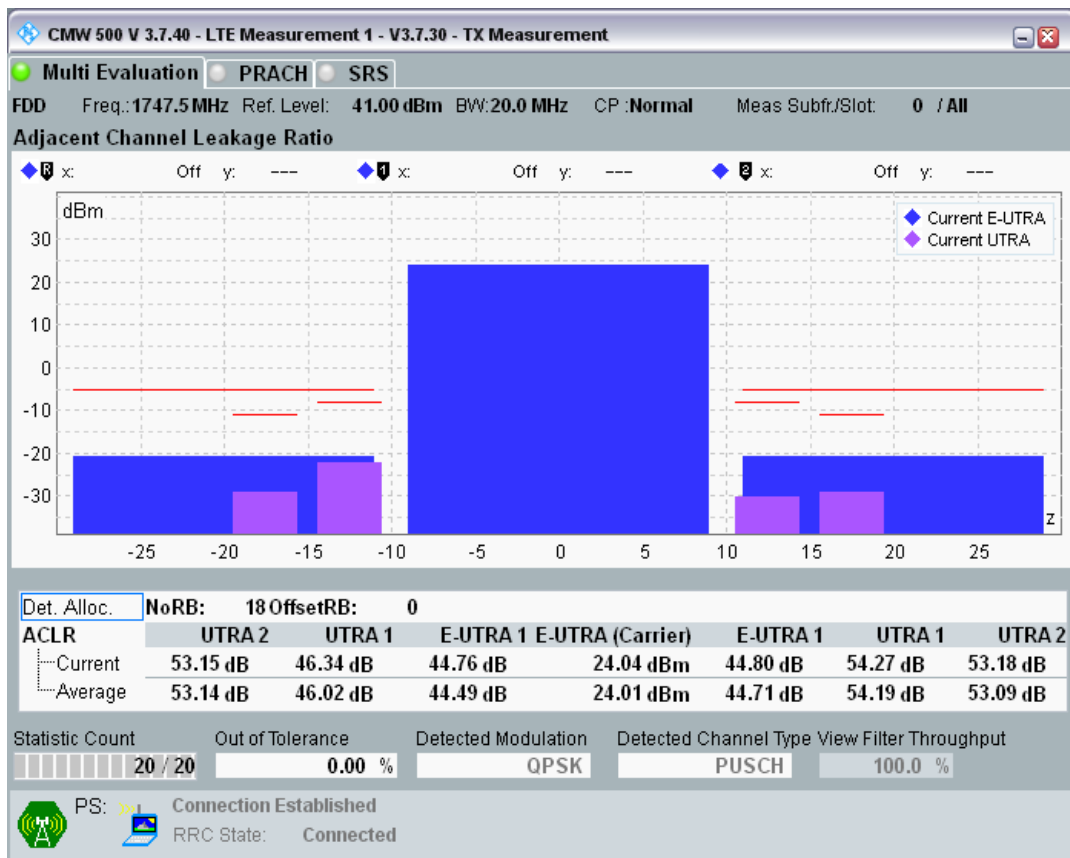 CMW 500 V 3.7.40 - LTE Measurement 1 - V3.7.30 - TX Measurement
Multi Evaluation PRACH SRS
FDD Freq.: 1747.5 MHz Ref. Level: 41.00 dBm BW: 20.0 MHz CP : Normal Meas Subfr./Slot: 0 / All
Adjacent Channel Leakage Ratio
R x: Off y: --- 1 x: Off y: --- 2 x: Off y: ---
dBm
Current E-UTRA
Current UTRA
30
20
10
0
-10
-20
-30
z
-25 -20 -15 -10 -5 0 5 10 15 20 25
Det. Alloc. NoRB: 18 OffsetRB: 0
ACLR UTRA 2 UTRA 1 E-UTRA 1 E-UTRA (Carrier) E-UTRA 1 UTRA 1 UTRA 2
Current 53.15 dB 46.34 dB 44.76 dB 24.04 dBm 44.80 dB 54.27 dB 53.18 dB
Average 53.14 dB 46.02 dB 44.49 dB 24.01 dBm 44.71 dB 54.19 dB 53.09 dB
Statistic Count Out of Tolerance Detected Modulation Detected Channel Type View Filter Throughput
20 / 20 0.00 % QPSK PUSCH 100.0 %
PS: Connection Established
RRC State: Connected